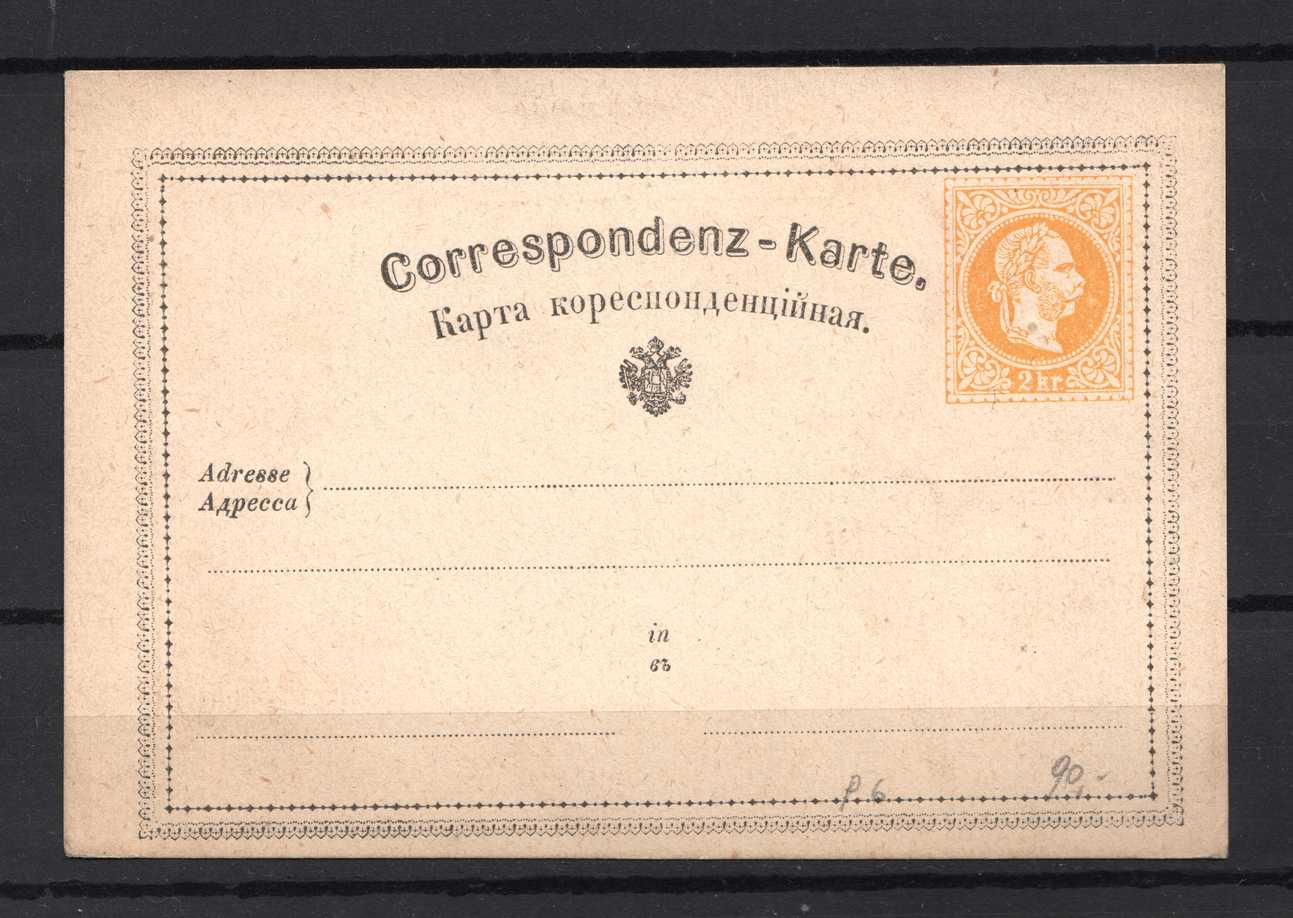 Correspondenz-Karte.
Карта кореспонденційная.
2 kr.
Adresse
Адресса
in
въ
P 6
90,-